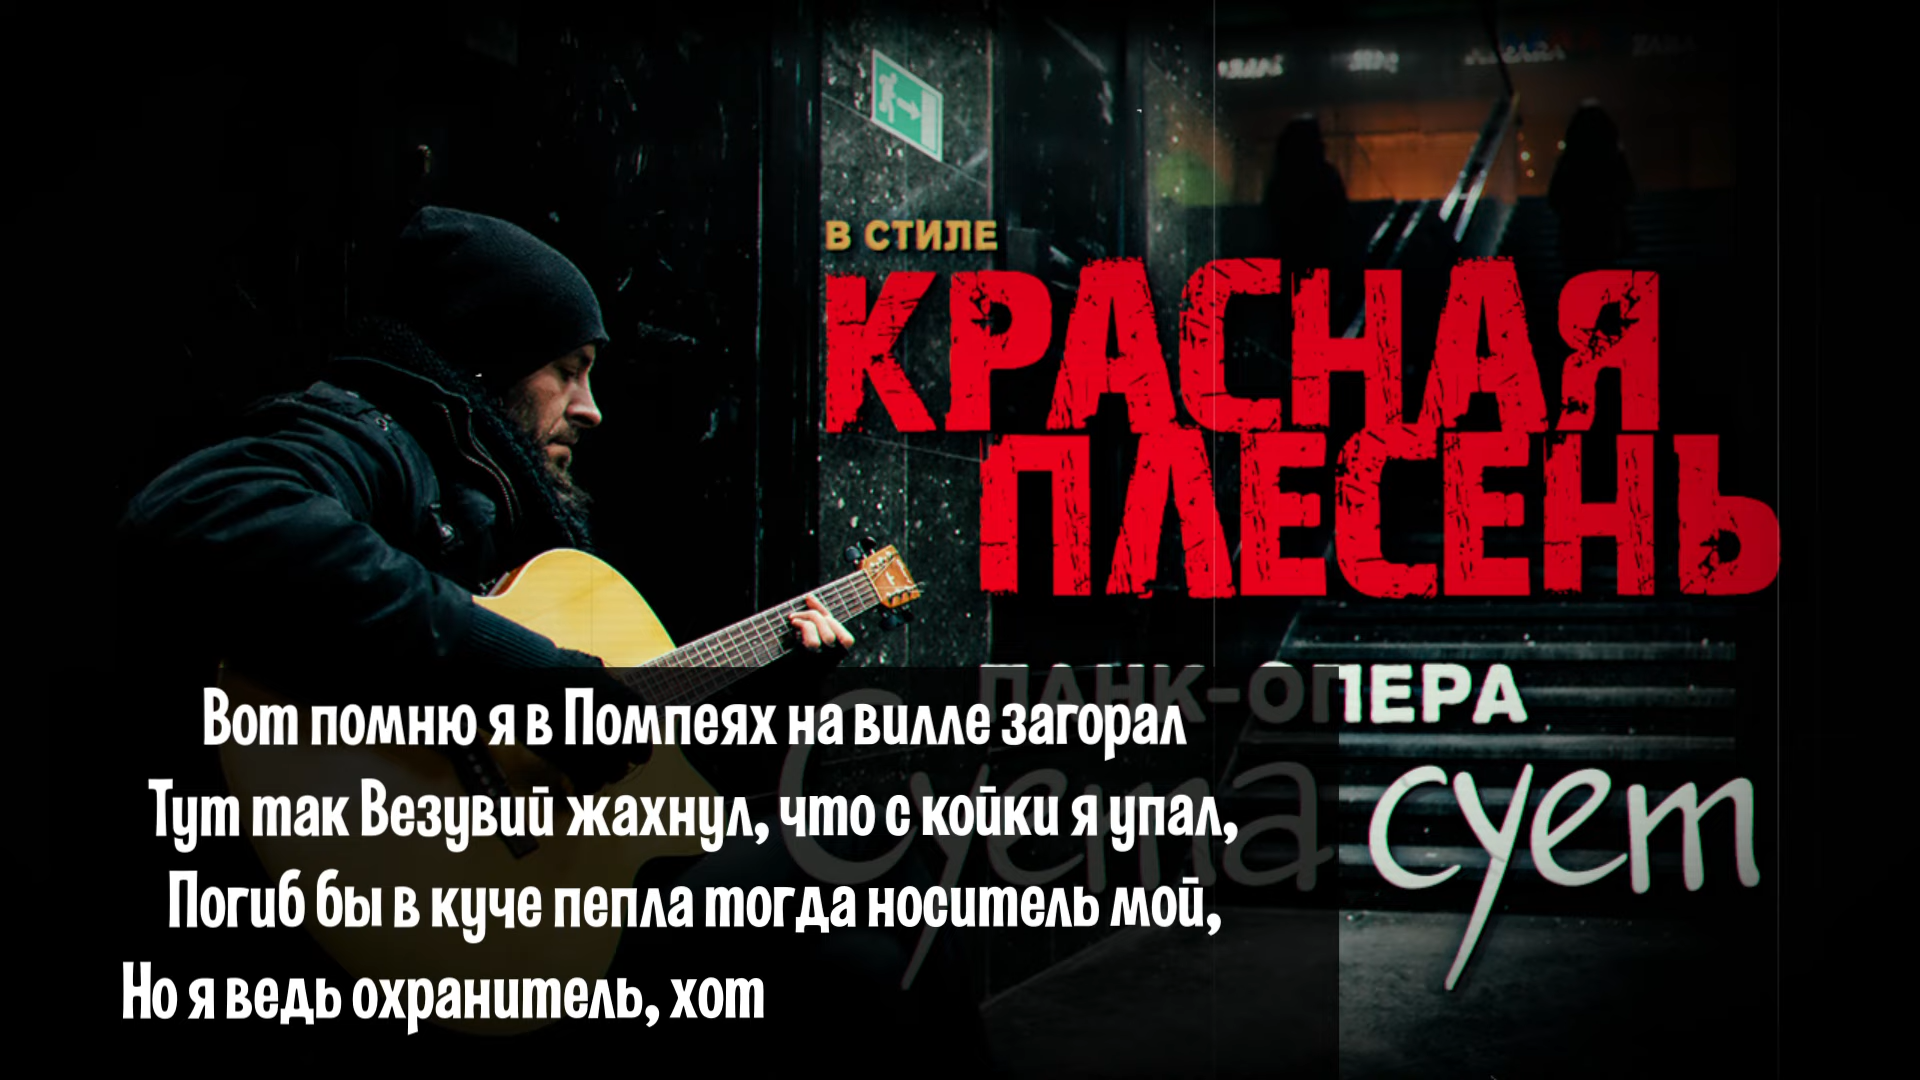 В СТИЛЕ
КРАСНАЯ
ПЛЕСЕНЬ
ПАНК-ОПЕРА
Суета сует
Вот помню я в Помпеях на вилле загорал
Тут так Везувий жахнул, что с койки я упал,
Погиб бы в куче пепла тогда носитель мой,
Но я ведь охранитель, хот